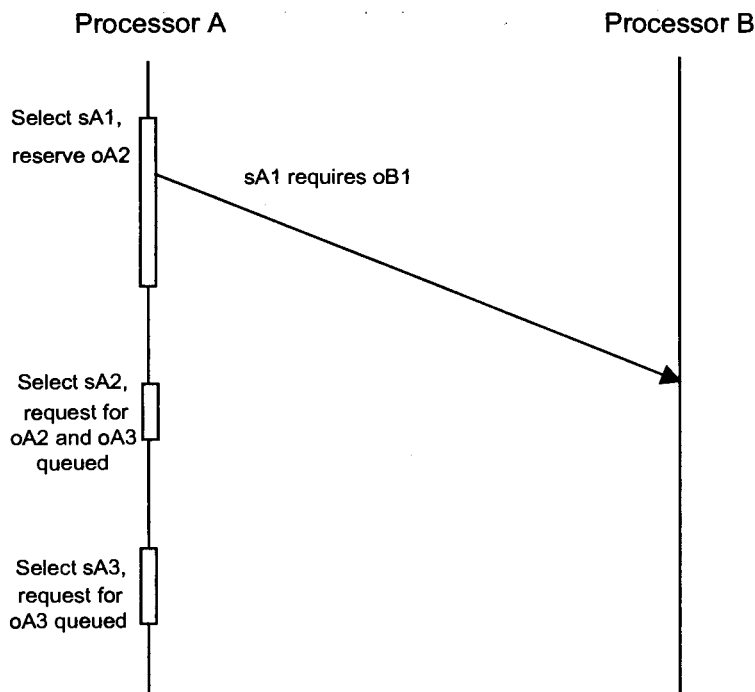 Processor A
Processor B
Select sA1,
reserve oA2
sA1 requires oB1
Select sA2,
request for
oA2 and oA3
queued
Select sA3,
request for
oA3 queued